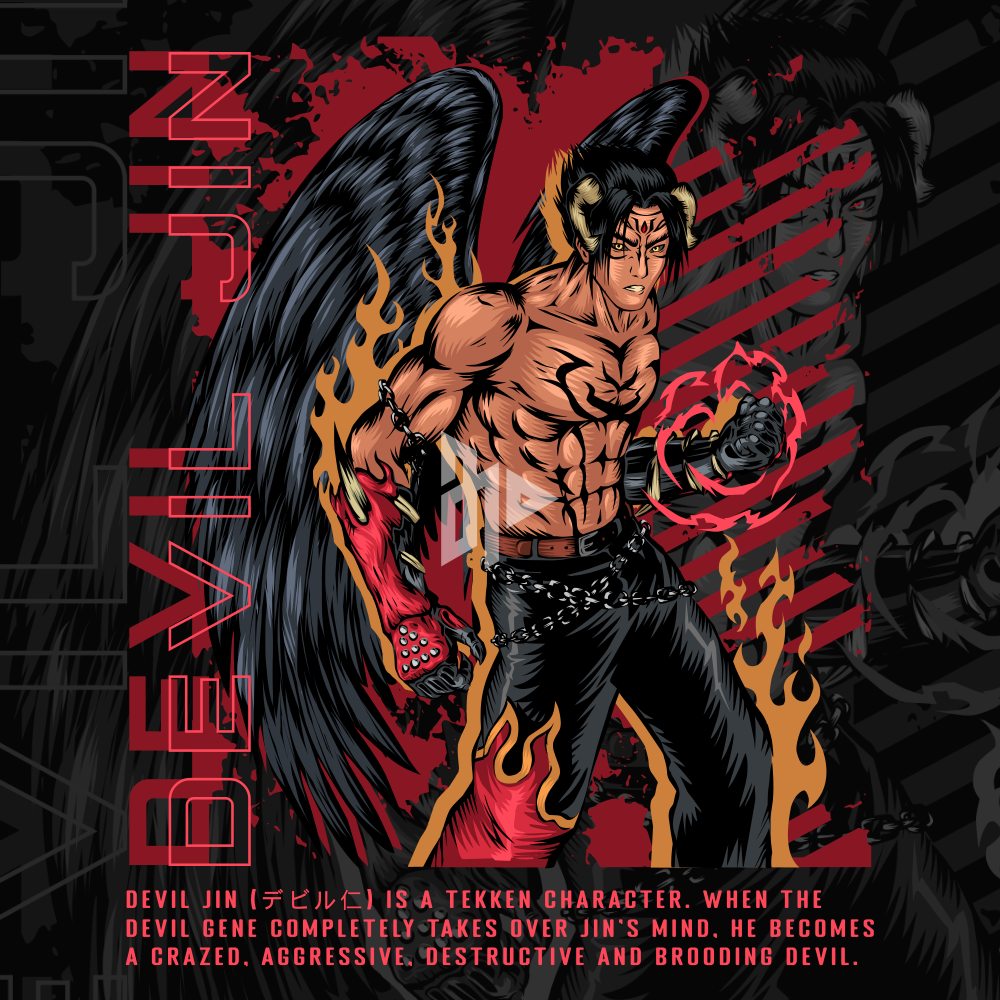 DEVIL JIN
DEVIL JIN (デビル仁) IS A TEKKEN CHARACTER. WHEN THE
DEVIL GENE COMPLETELY TAKES OVER JIN'S MIND, HE BECOMES
A CRAZED, AGGRESSIVE, DESTRUCTIVE AND BROODING DEVIL.